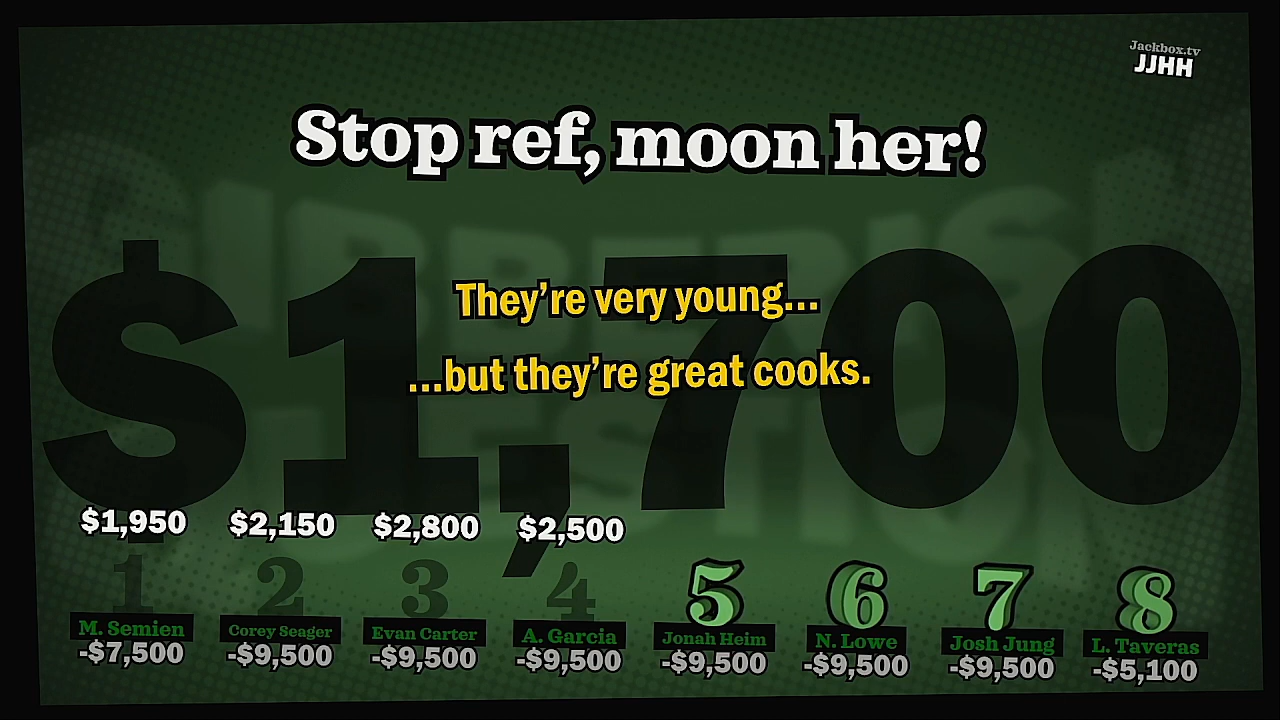 Jackbox.tv
JJHH
Stop ref, moon her!
$1,700
They're very young...
...but they're great cooks.
$1,950 $2,150 $2,800 $2,500
1 2 3 4 5 6 7 8
M. Semien Corey Seager Evan Carter A. Garcia Jonah Heim N. Lowe Josh Jung L. Taveras
-$7,500 -$9,500 -$9,500 -$9,500 -$9,500 -$9,500 -$9,500 -$5,100
GIBBERISH
QUESTION